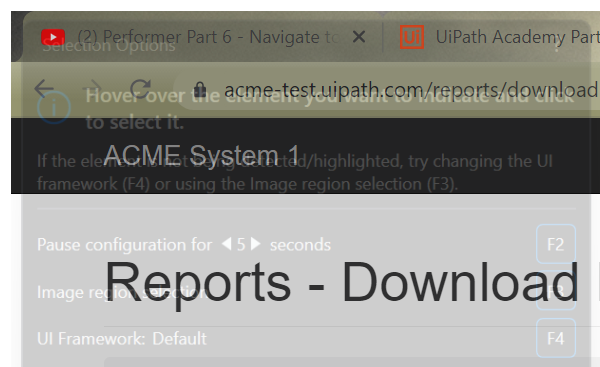 (2) Performer Part 6 - Navigate to
UiPath Academy Part
Selection Options
acme-test.uipath.com/reports/download
Hover over the element you want to indicate and click
to select it.
ACME System 1
If the element is not being detected/highlighted, try changing the UI
framework (F4) or using the Image region selection (F3).
Pause configuration for 5 seconds F2
Reports - Download
Image region selection F3
UI Framework: Default F4